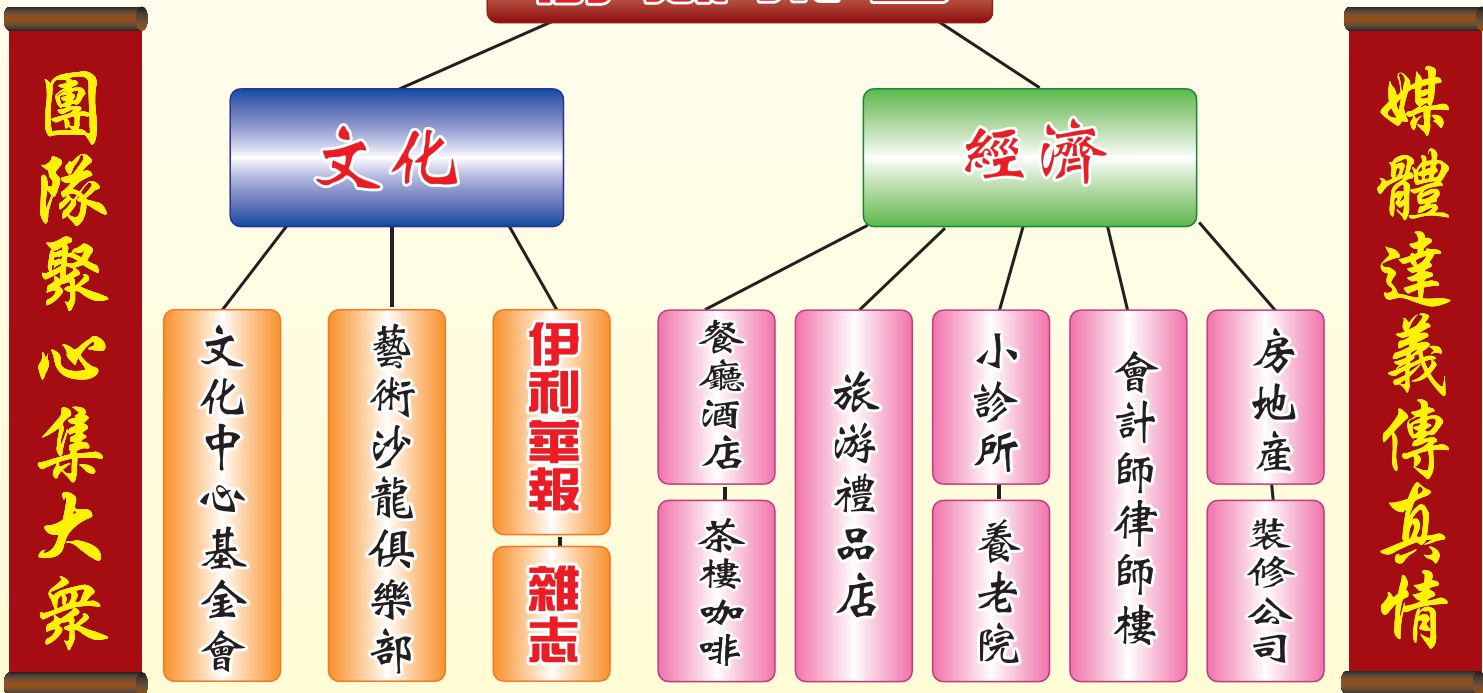 媒體達義傳真情
團隊聚心集大衆
文化
經濟
文化中心基金會
藝術沙龍俱樂部
伊利華報
雜志
餐廳酒店
茶樓咖啡
旅游禮品店
小診所
養老院
會計師律師樓
房地産
裝修公司